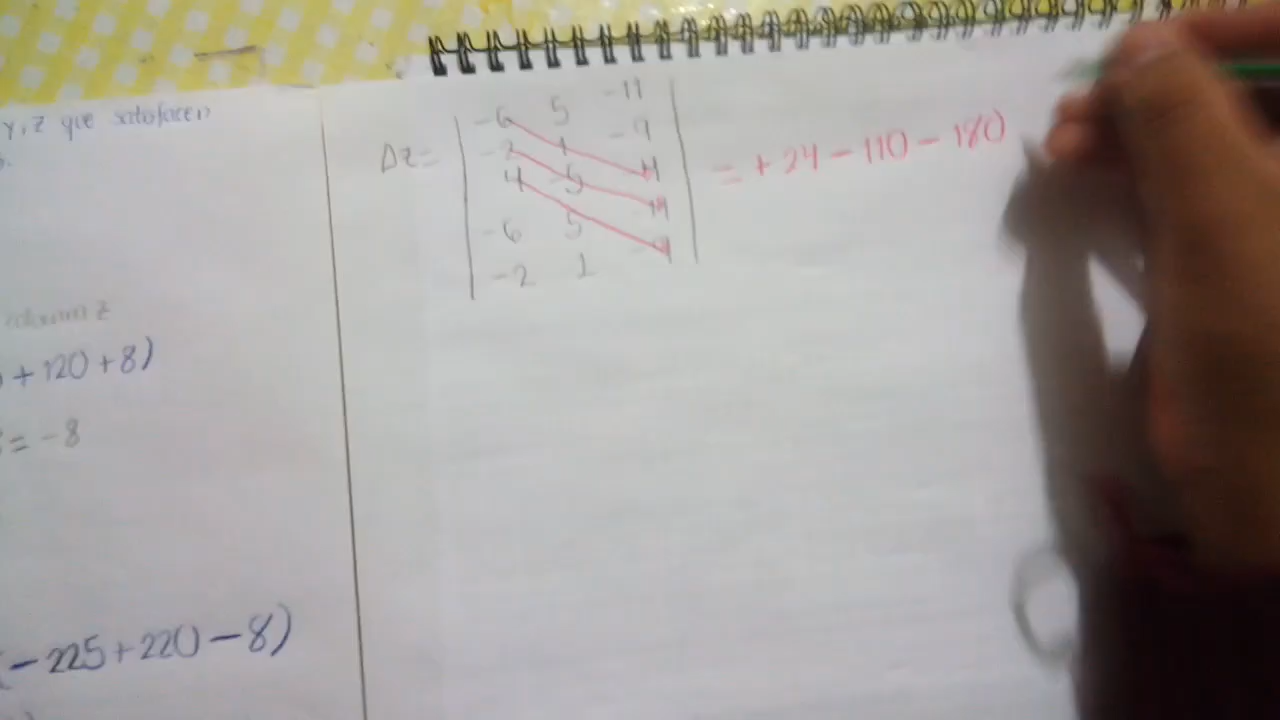 y, z que satisfacen
columna z
+ 120 + 8)
= -8
- 225 + 220 - 8)
Δz =
-6 5 -11
-2 1 -9
4 -5
-6 5 -11
-2 1 -9
= + 24 - 110 - 180